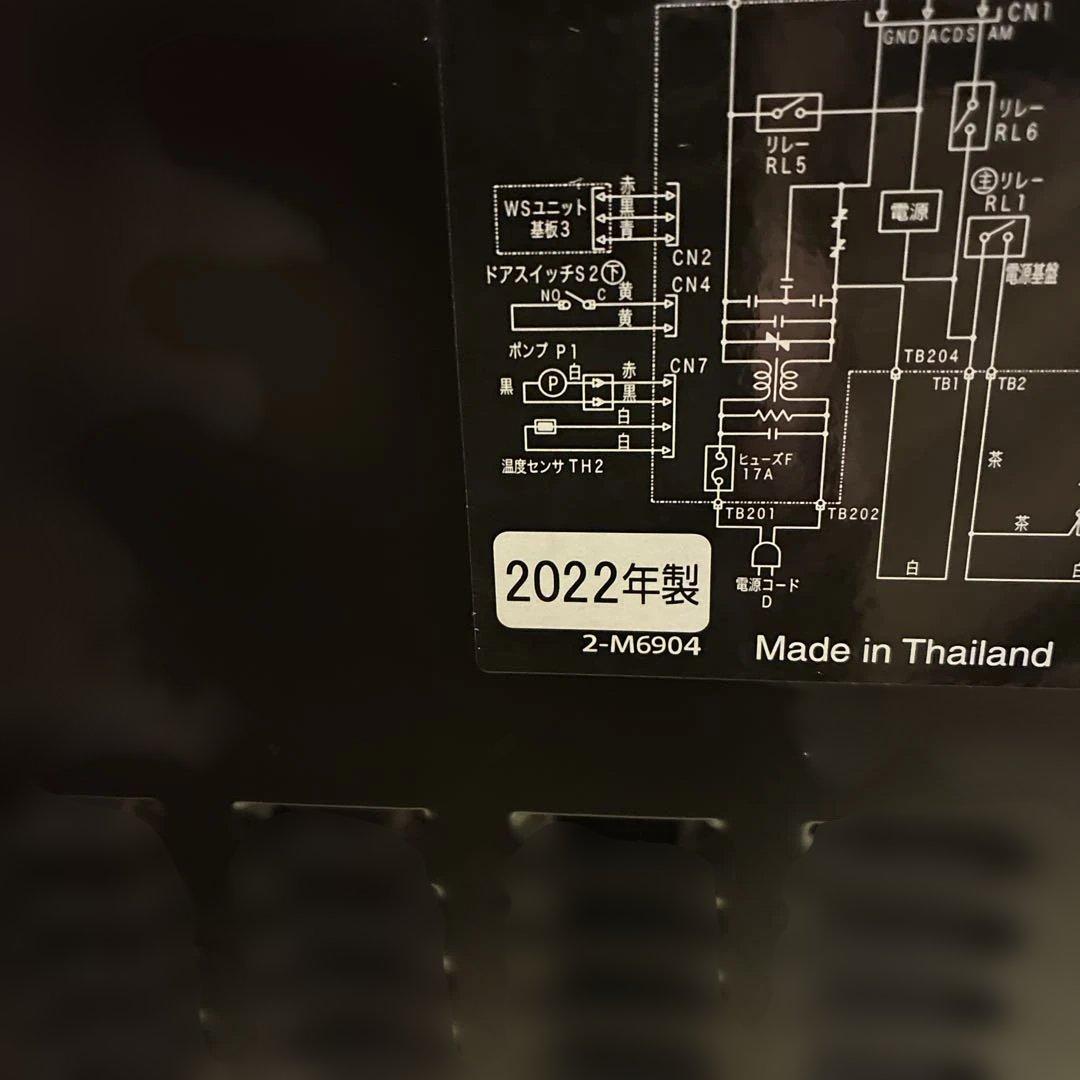 CN1
GND ACDS AM
リレー
RL6
リレー
RL5
主リレー
RL1
電源
電源基盤
WSユニット
基板3
赤
黒
青
CN2
ドアスイッチS2下
NO C 黄
黄
CN4
ポンプ P1
白
P
黒
赤
黒
CN7
白
白
温度センサ TH2
TB204
TB1
TB2
ヒューズF
17A
TB201
TB202
茶
茶
白
白
電源コード
D
2022年製
2-M6904
Made in Thailand